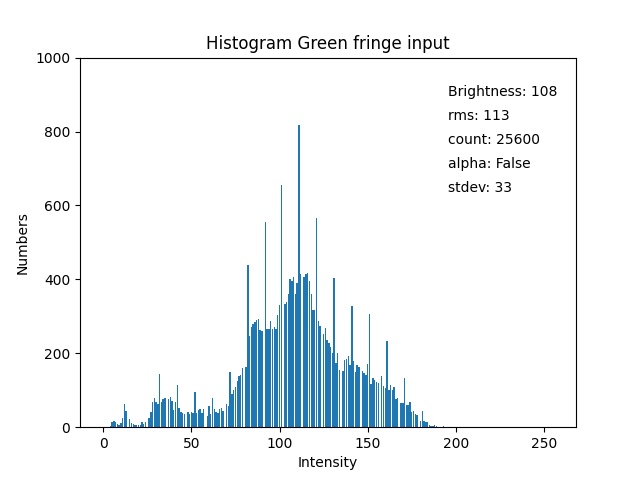 Histogram Green fringe input
1000
800
600
400
200
0
Numbers
Brightness: 108
rms: 113
count: 25600
alpha: False
stdev: 33
0 50 100 150 200 250
Intensity